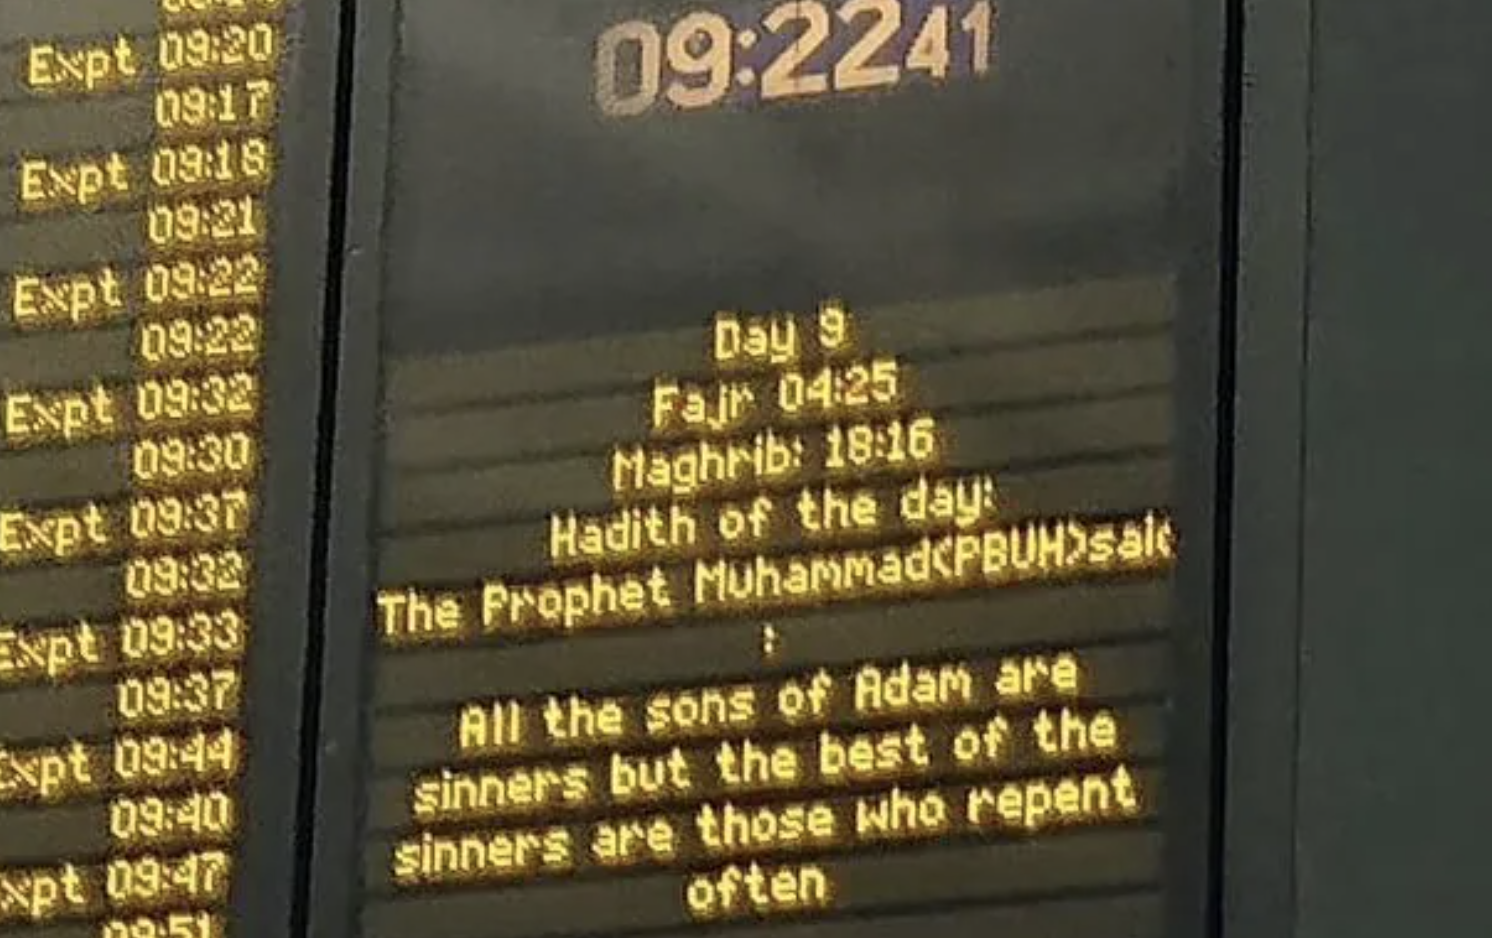 Expt 09:20
09:17
Expt 09:18
09:21
Expt 09:22
09:22
Expt 09:32
09:30
Expt 09:37
09:32
Expt 09:33
09:37
Expt 09:44
09:40
Expt 09:47
09:51
09:2241
Day 9
Fajr 04:25
Maghrib: 18:16
Hadith of the day:
The Prophet Muhammad(PBUH)said
:
All the sons of Adam are
sinners but the best of the
sinners are those who repent
often